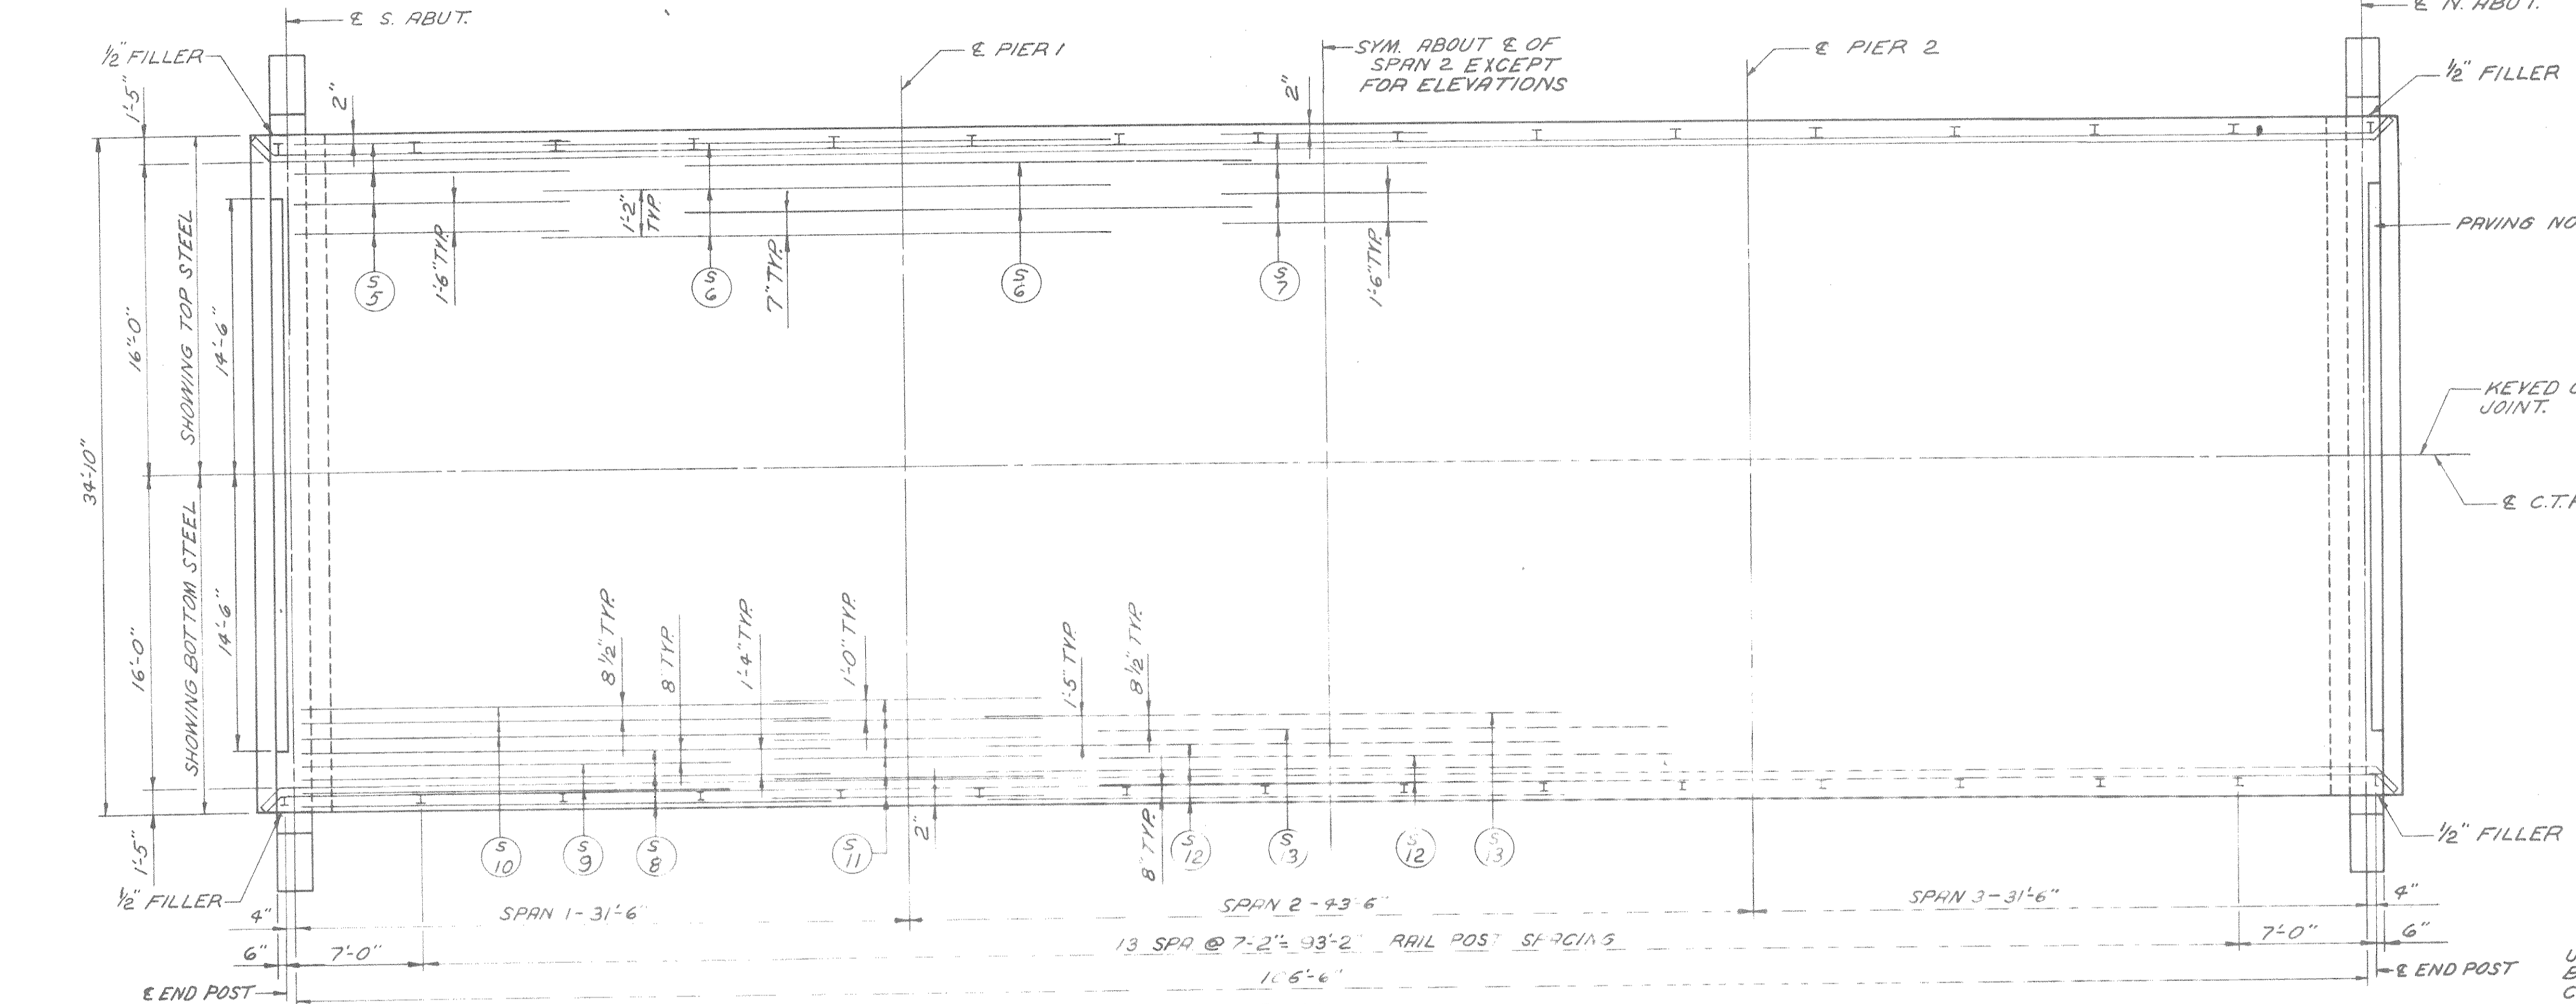 ℄ S. ABUT.
℄ N. ABUT.
½" FILLER
℄ PIER 1
SYM. ABOUT ℄ OF
SPAN 2 EXCEPT
FOR ELEVATIONS
℄ PIER 2
½" FILLER
1'-5"
2"
2"
1'-2"
TYP.
1'-6" TYP.
7" TYP.
1'-6" TYP.
S
5
S
6
S
6
S
7
PAVING
16"-0"
SHOWING TOP STEEL
14'-6"
34'-10"
KEYED
JOINT.
℄ C.T.
16'-0"
SHOWING BOTTOM STEEL
14'-6"
8½" TYP.
8" TYP.
1'-4" TYP.
1'-0" TYP.
1'-5" TYP.
8½" TYP.
1'-5"
2"
8" TYP.
S
10
S
9
S
8
S
11
S
12
S
13
S
12
S
13
½" FILLER
½" FILLER
4"
SPAN 1 - 31'-6"
SPAN 2 - 43'-6"
SPAN 3 - 31'-6"
4"
6"
7'-0"
13 SPA @ 7'-2" = 93'-2" RAIL POST SPACING
7'-0"
6"
106'-6"
℄ END POST
℄ END POST